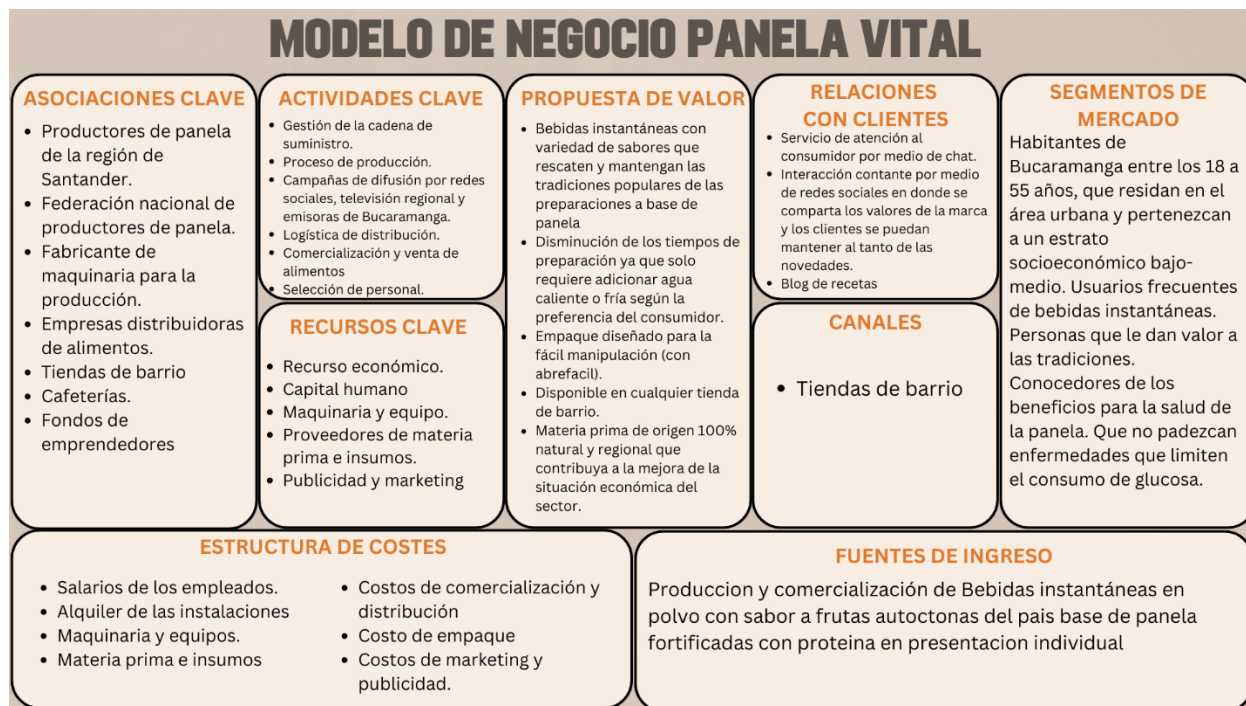 MODELO DE NEGOCIO PANELA VITAL
ASOCIACIONES CLAVE
• Productores de panela
de la región de
Santander.
• Federación nacional de
productores de panela.
• Fabricante de
maquinaria para la
producción.
• Empresas distribuidoras
de alimentos.
• Tiendas de barrio
• Cafeterías.
• Fondos de
emprendedores
ACTIVIDADES CLAVE
• Gestión de la cadena de
suministro.
• Proceso de producción.
• Campañas de difusión por redes
sociales, televisión regional y
emisoras de Bucaramanga.
• Logística de distribución.
• Comercialización y venta de
alimentos
• Selección de personal.
RECURSOS CLAVE
• Recurso económico.
• Capital humano
• Maquinaria y equipo.
• Proveedores de materia
prima e insumos.
• Publicidad y marketing
PROPUESTA DE VALOR
• Bebidas instantáneas con
variedad de sabores que
rescaten y mantengan las
tradiciones populares de las
preparaciones a base de
panela
• Disminución de los tiempos de
preparación ya que solo
requiere adicionar agua
caliente o fría según la
preferencia del consumidor.
• Empaque diseñado para la
fácil manipulación (con
abrefacil).
• Disponible en cualquier tienda
de barrio.
• Materia prima de origen 100%
natural y regional que
contribuya a la mejora de la
situación económica del
sector.
RELACIONES
CON CLIENTES
• Servicio de atención al
consumidor por medio de chat.
• Interacción contante por medio
de redes sociales en donde se
comparta los valores de la marca
y los clientes se puedan
mantener al tanto de las
novedades.
• Blog de recetas
CANALES
• Tiendas de barrio
SEGMENTOS DE
MERCADO
Habitantes de
Bucaramanga entre los 18 a
55 años, que residan en el
área urbana y pertenezcan
a un estrato
socioeconómico bajo-
medio. Usuarios frecuentes
de bebidas instantáneas.
Personas que le dan valor a
las tradiciones.
Conocedores de los
beneficios para la salud de
la panela. Que no padezcan
enfermedades que limiten
el consumo de glucosa.
ESTRUCTURA DE COSTES
• Salarios de los empleados.
• Alquiler de las instalaciones
• Maquinaria y equipos.
• Materia prima e insumos
• Costos de comercialización y
distribución
• Costo de empaque
• Costos de marketing y
publicidad.
FUENTES DE INGRESO
Produccion y comercialización de Bebidas instantáneas en
polvo con sabor a frutas autoctonas del pais base de panela
fortificadas con proteina en presentacion individual